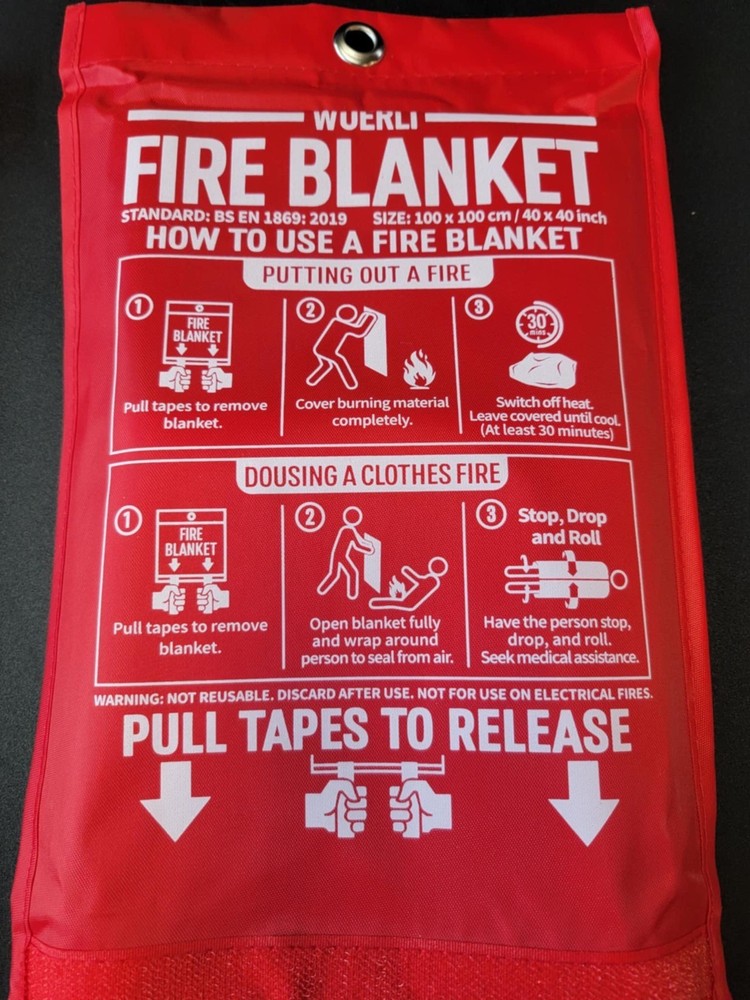 WUERLI
FIRE BLANKET
STANDARD: BS EN 1869: 2019 SIZE: 100 x 100 cm / 40 x 40 inch
HOW TO USE A FIRE BLANKET
PUTTING OUT A FIRE
1
FIRE
BLANKET
Pull tapes to remove
blanket.
2
Cover burning material
completely.
3
30
mins
Switch off heat.
Leave covered until cool.
(At least 30 minutes)
DOUSING A CLOTHES FIRE
1
FIRE
BLANKET
Pull tapes to remove
blanket.
2
Open blanket fully
and wrap around
person to seal from air.
3
Stop, Drop
and Roll
Have the person stop,
drop, and roll.
Seek medical assistance.
WARNING: NOT REUSABLE. DISCARD AFTER USE. NOT FOR USE ON ELECTRICAL FIRES.
PULL TAPES TO RELEASE